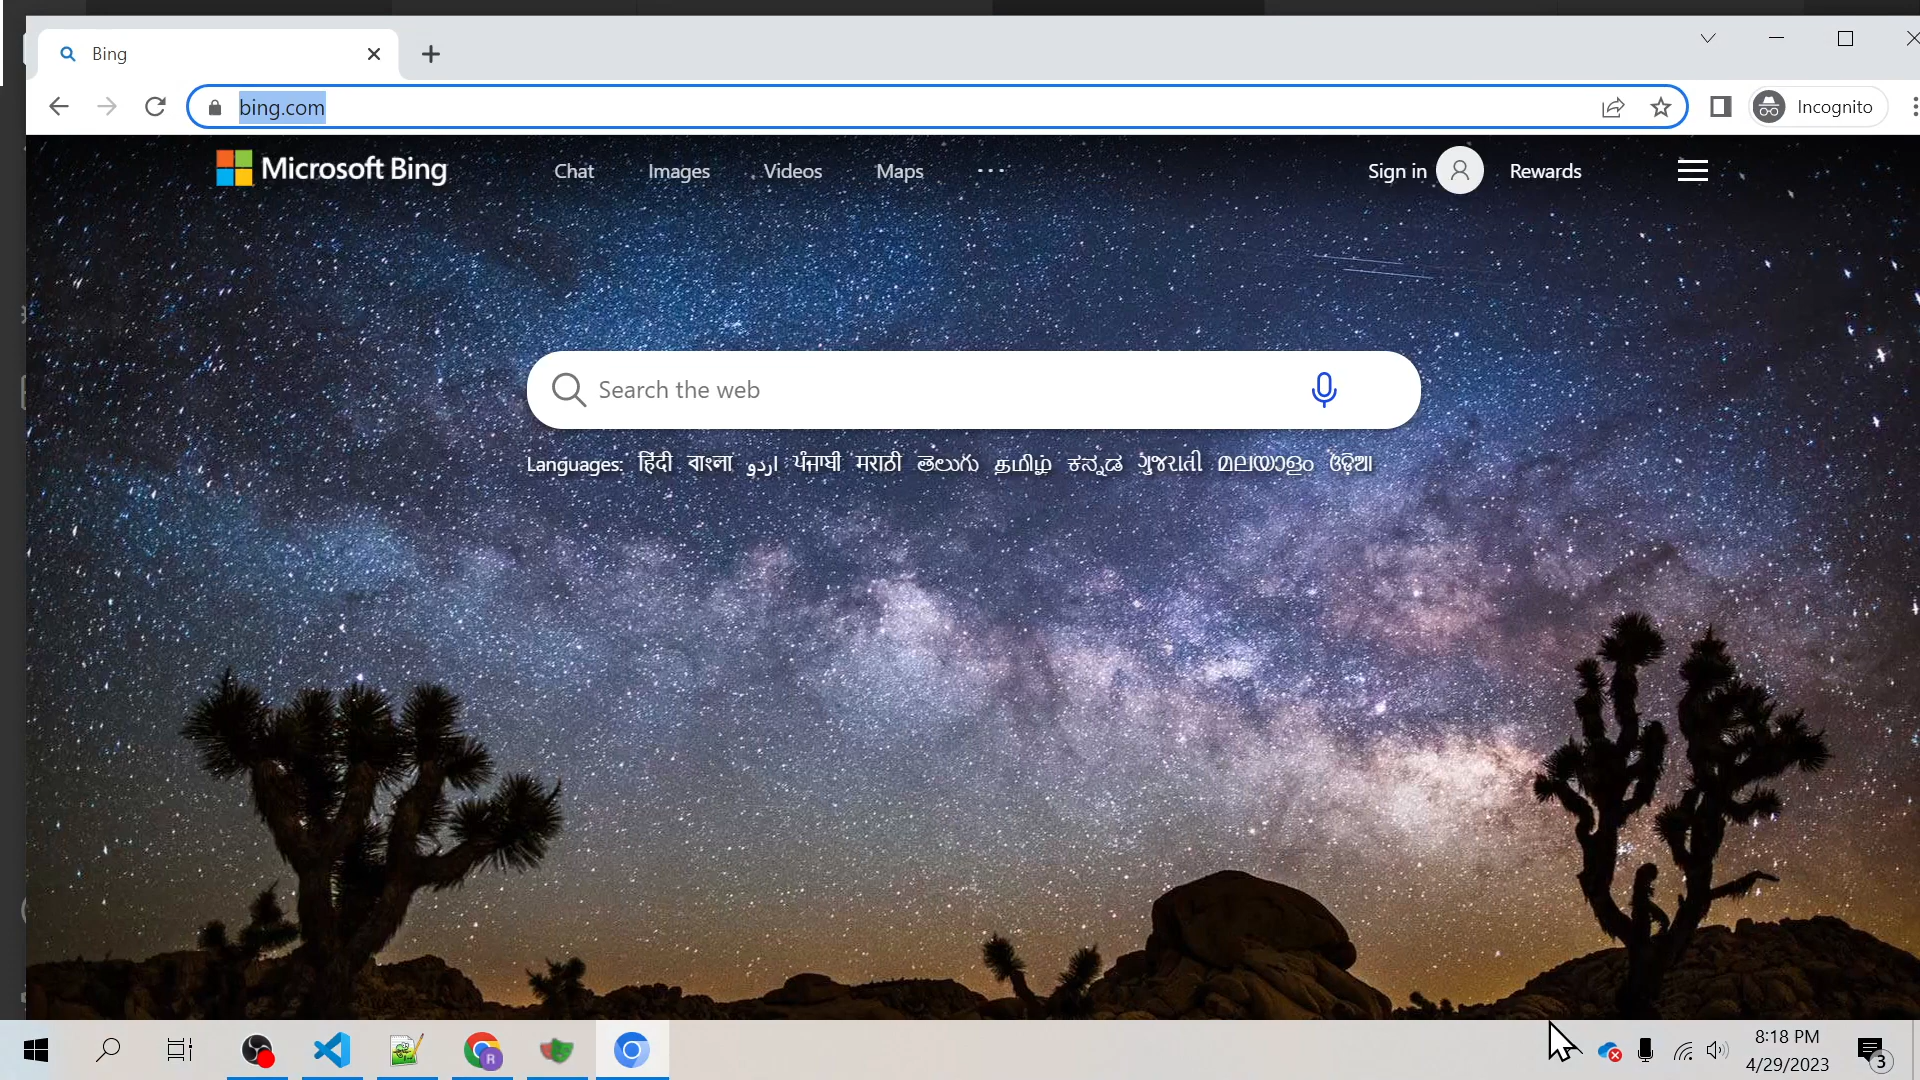 Bing
bing.com
Incognito
Microsoft Bing
Chat
Images
Videos
Maps
Sign in
Rewards
Search the web
Languages: हिंदी বাংলা اردو ਪੰਜਾਬੀ मराठी తెలుగు தமிழ் ಕನ್ನಡ ગુજરાતી മലയാളം ଓଡ଼ିଆ
R
8:18 PM
4/29/2023
3